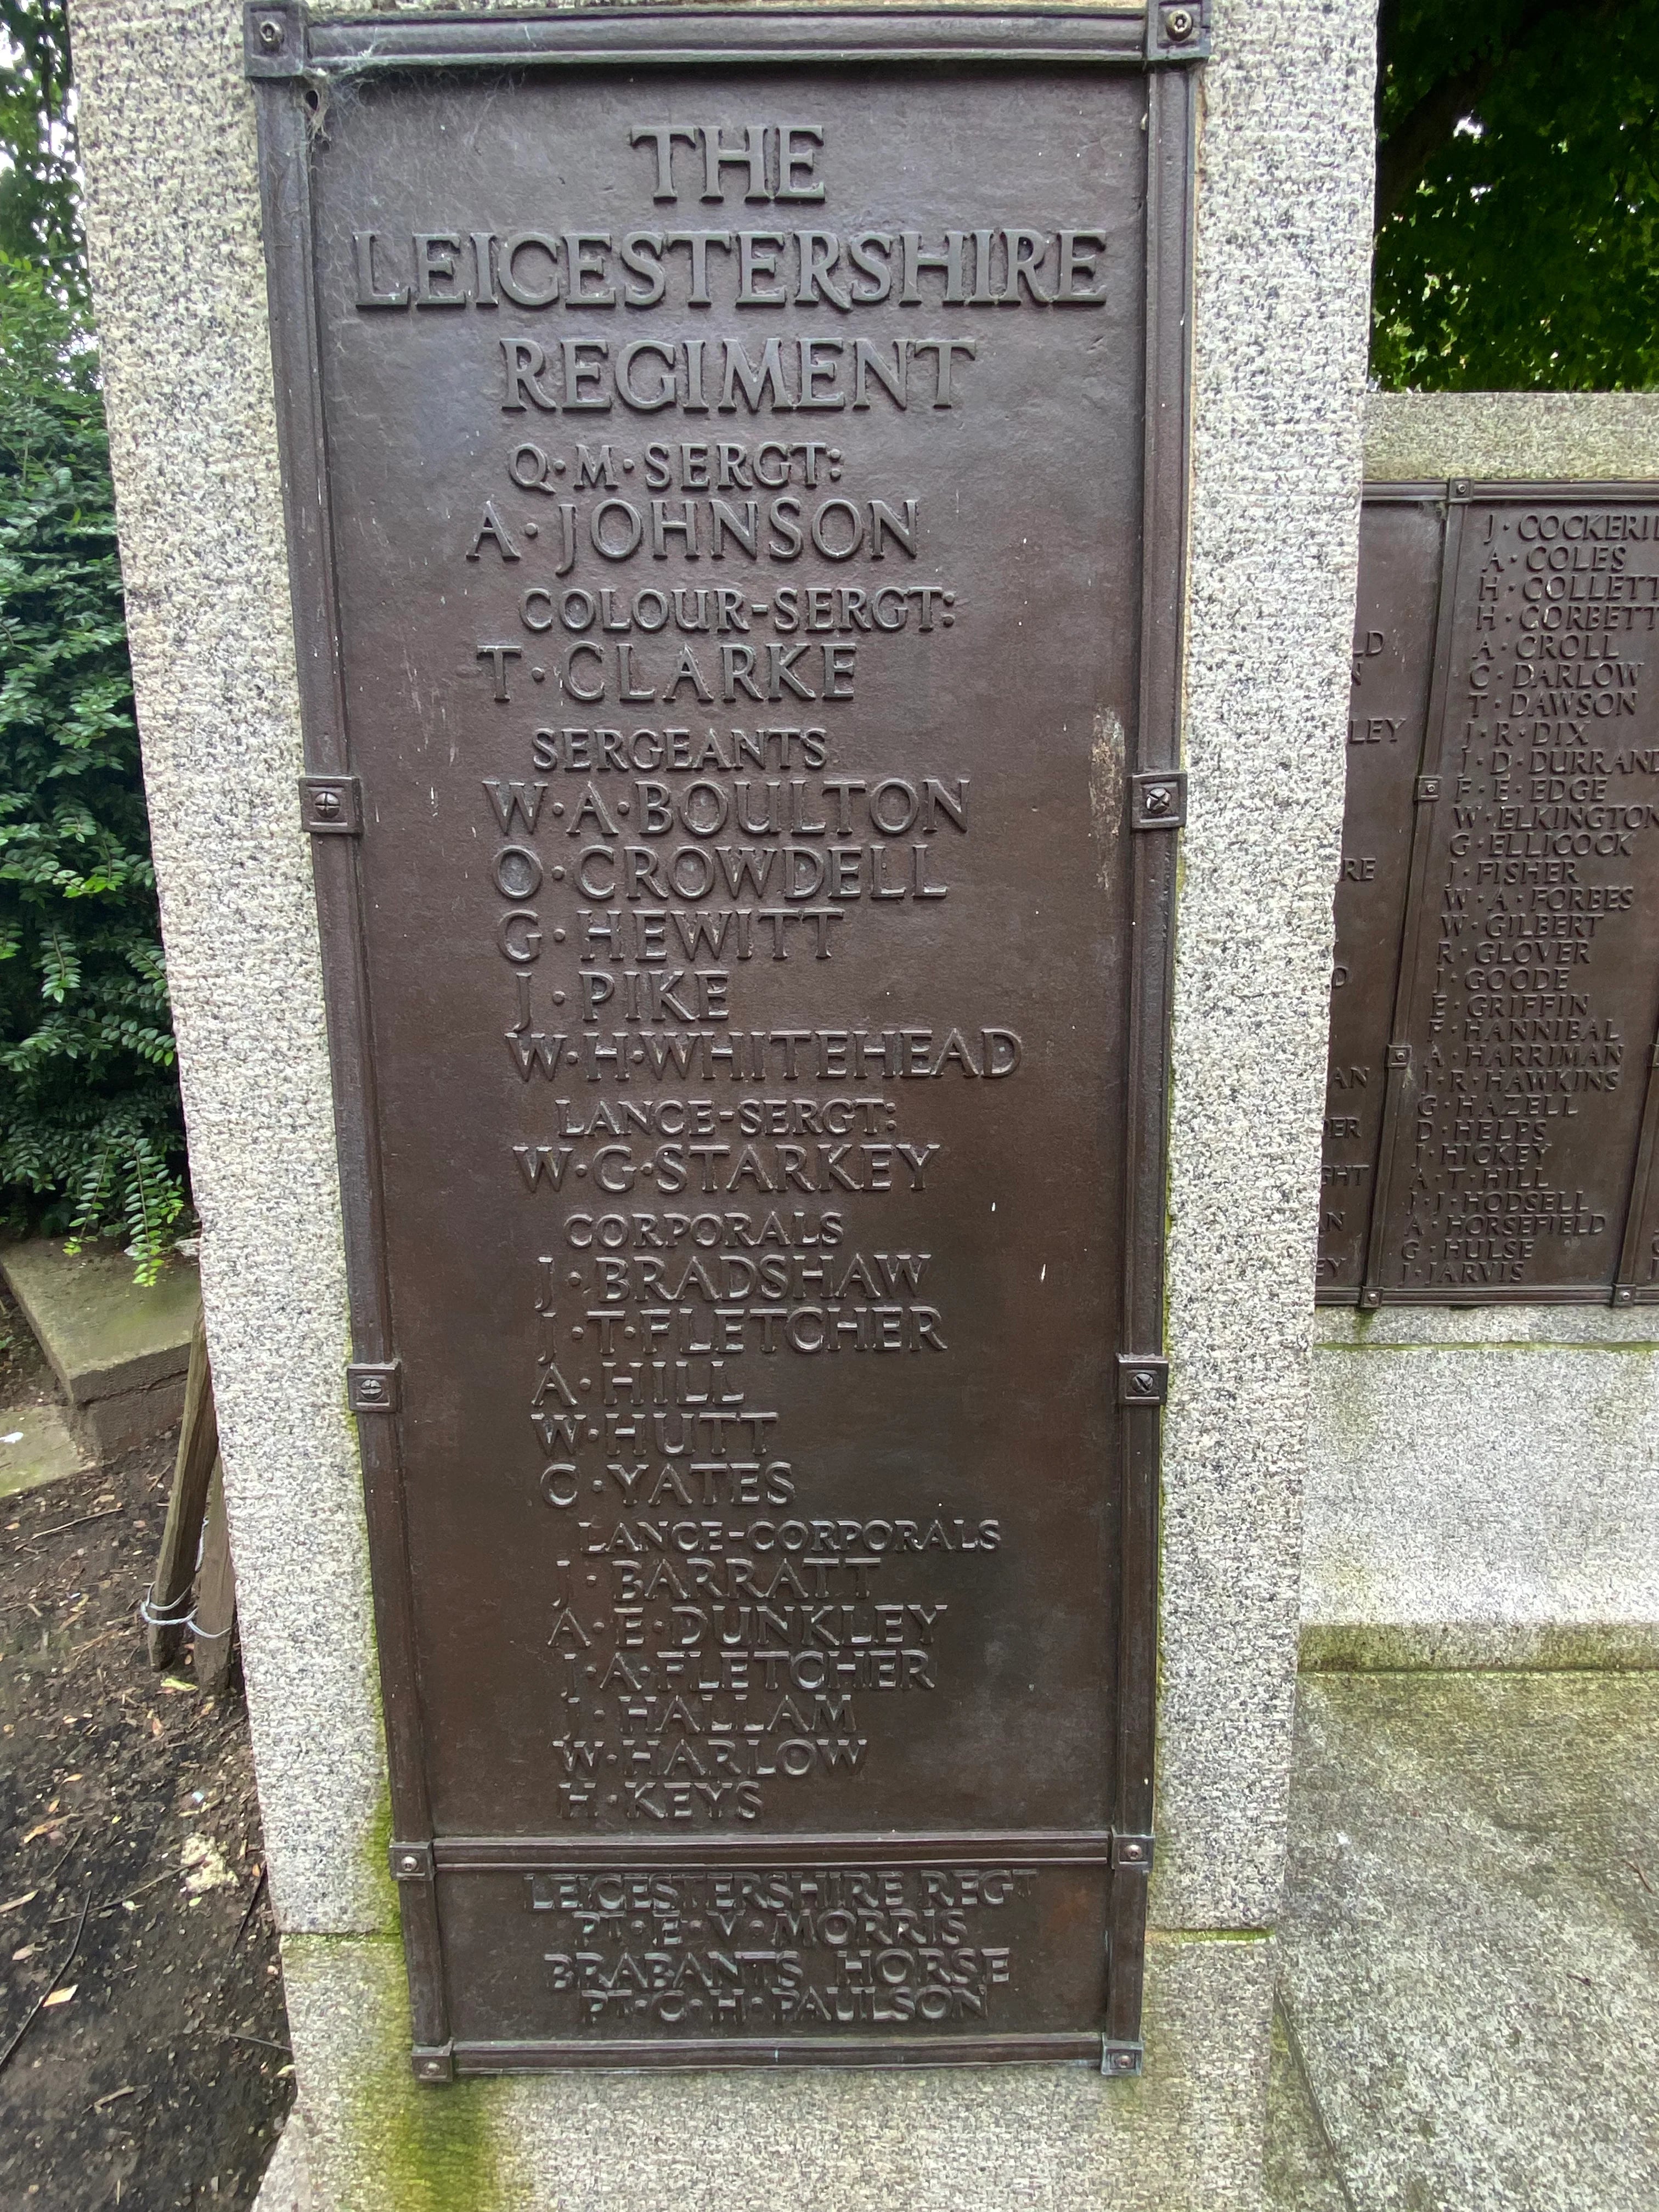 THE
LEICESTERSHIRE
REGIMENT
Q·M·SERGT:
A·JOHNSON
COLOUR-SERGT:
T·CLARKE
SERGEANTS
W·A·BOULTON
O·CROWDELL
G·HEWITT
J·PIKE
W·H·WHITEHEAD
LANCE-SERGT:
W·G·STARKEY
CORPORALS
J·BRADSHAW
J·T·FLETCHER
A·HILL
W·HUTT
C·YATES
LANCE-CORPORALS
J·BARRATT
A·E·DUNKLEY
J·A·FLETCHER
J·HALLAM
W·HARLOW
H·KEYS
LEICESTERSHIRE REGT
PT·E·V·MORRIS
BRABANTS HORSE
PT·C·H·PAULSON
J·COCKERIL
A·COLES
H·COLLETT
H·CORBETT
A·CROLL
C·DARLOW
T·DAWSON
J·R·DIX
J·D·DURRAND
F·E·EDGE
W·ELKINGTON
G·ELLICOCK
J·FISHER
W·A·FORBES
W·GILBERT
R·GLOVER
J·GOODE
E·GRIFFIN
F·HANNIBAL
A·HARRIMAN
J·R·HAWKINS
G·HAZELL
D·HELPS
J·HICKEY
A·T·HILL
J·J·HODSELL
A·HORSEFIELD
G·HULSE
J·JARVIS